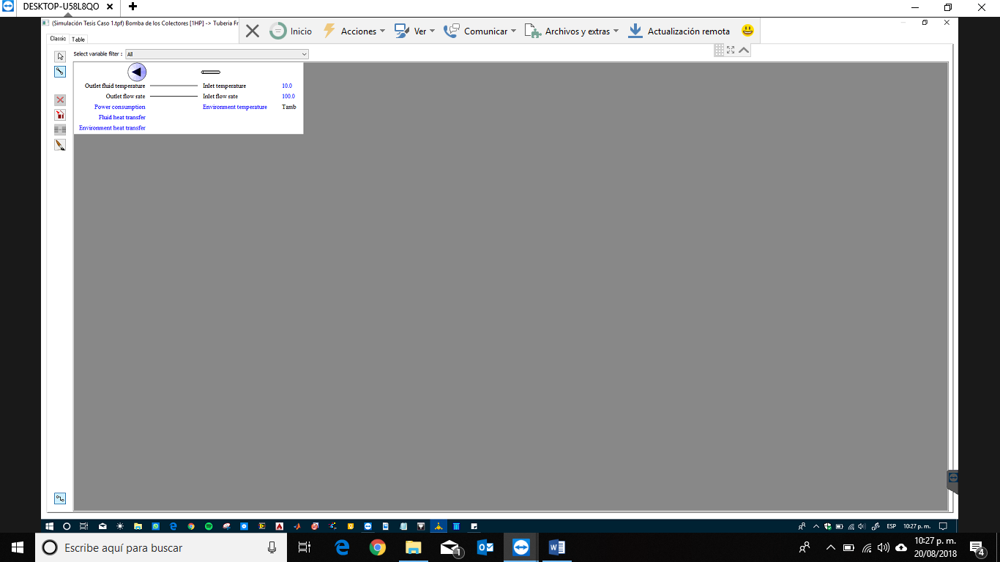 DESKTOP-U58L8QO
(Simulación Tesis Caso 1.tpf) Bomba de los Colectores [1HP] -> Tuberia Fr
Inicio
Acciones
Ver
Comunicar
Archivos y extras
Actualización remota
Classic
Table
Select variable filter :
All
Outlet fluid temperature
Inlet temperature
10.0
Outlet flow rate
Inlet flow rate
100.0
Power consumption
Environment temperature
Tamb
Fluid heat transfer
Environment heat transfer
ESP
10:27 p. m.
Escribe aquí para buscar
1
10:27 p. m.
20/08/2018
4